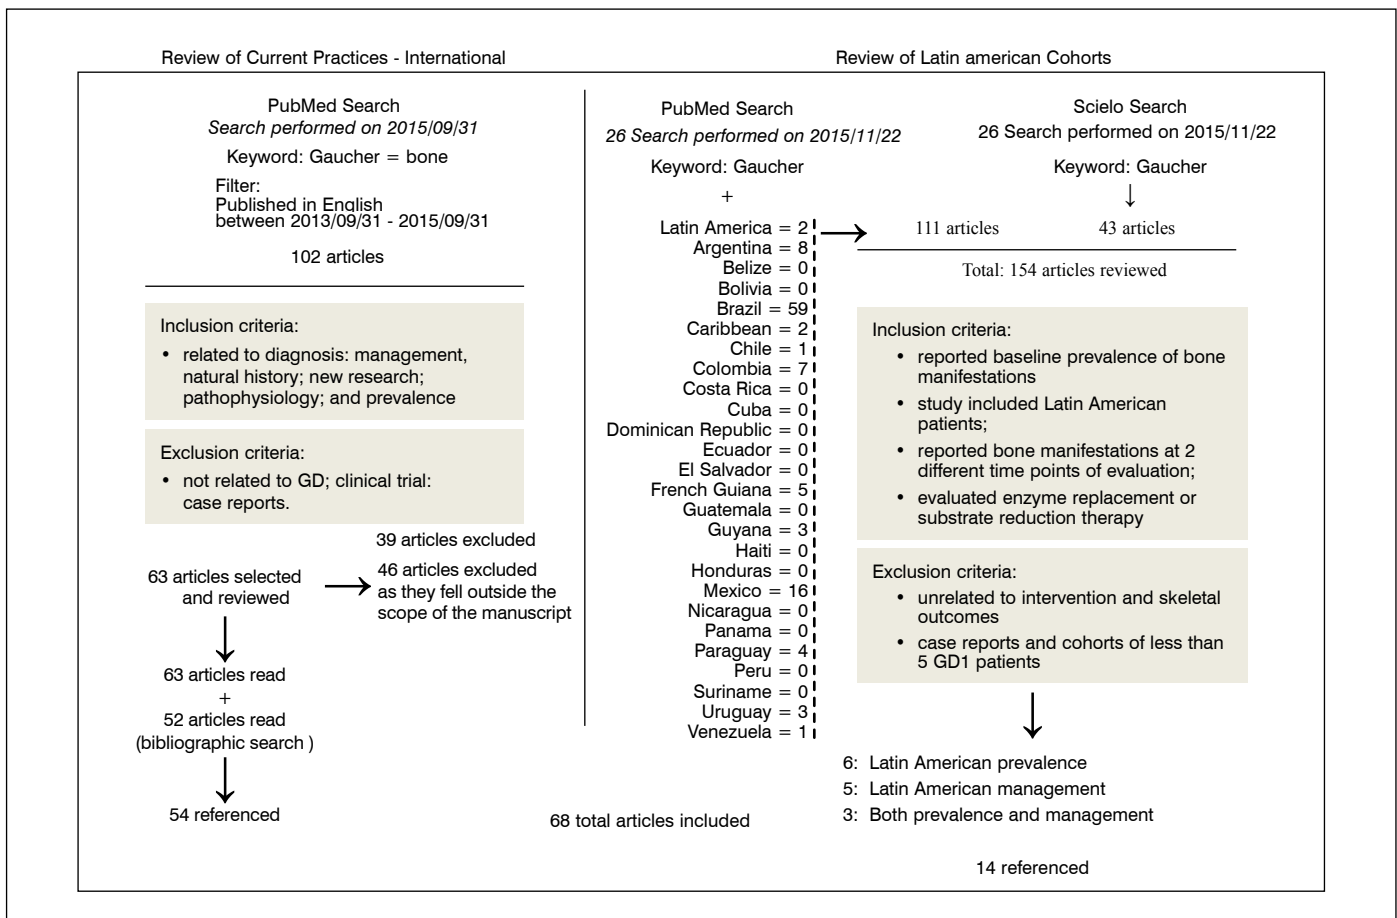 Review of Current Practices - International
PubMed Search
Search performed on 2015/09/31
Keyword: Gaucher = bone
Filter:
Published in English
between 2013/09/31 - 2015/09/31
102 articles
Inclusion criteria:
• related to diagnosis: management,
natural history; new research;
pathophysiology; and prevalence
Exclusion criteria:
• not related to GD; clinical trial:
case reports.
39 articles excluded
63 articles selected
and reviewed
46 articles excluded
as they fell outside the
scope of the manuscript
63 articles read
+
52 articles read
(bibliographic search )
54 referenced
Review of Latin american Cohorts
PubMed Search
26 Search performed on 2015/11/22
Keyword: Gaucher
+
Latin America = 2
Argentina = 8
Belize = 0
Bolivia = 0
Brazil = 59
Caribbean = 2
Chile = 1
Colombia = 7
Costa Rica = 0
Cuba = 0
Dominican Republic = 0
Ecuador = 0
El Salvador = 0
French Guiana = 5
Guatemala = 0
Guyana = 3
Haiti = 0
Honduras = 0
Mexico = 16
Nicaragua = 0
Panama = 0
Paraguay = 4
Peru = 0
Suriname = 0
Uruguay = 3
Venezuela = 1
Scielo Search
26 Search performed on 2015/11/22
Keyword: Gaucher
111 articles
43 articles
Total: 154 articles reviewed
Inclusion criteria:
• reported baseline prevalence of bone
manifestations
• study included Latin American
patients;
• reported bone manifestations at 2
different time points of evaluation;
• evaluated enzyme replacement or
substrate reduction therapy
Exclusion criteria:
• unrelated to intervention and skeletal
outcomes
• case reports and cohorts of less than
5 GD1 patients
6: Latin American prevalence
5: Latin American management
3: Both prevalence and management
14 referenced
68 total articles included